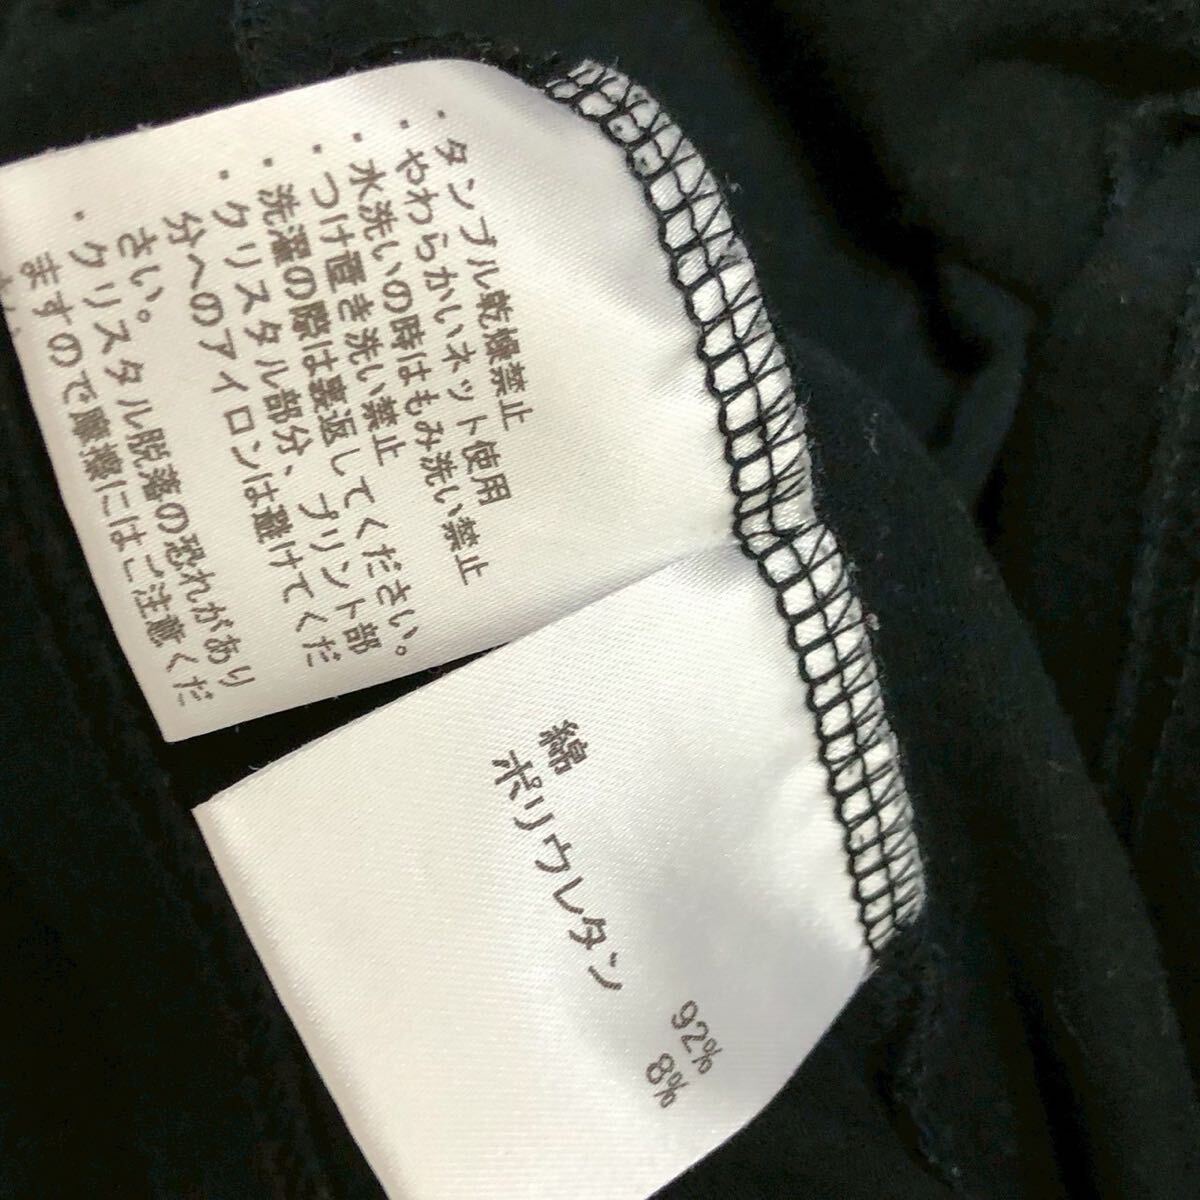 ・タンブル乾燥禁止
・やわらかいネット使用
・水洗いの時はもみ洗い禁止
・つけ置き洗い禁止
・洗濯の際は裏返してください。
・クリスタル部分、プリント部
分へのアイロンは避けてくだ
さい。
・クリスタル脱落の恐れがあり
ますので摩擦にはご注意くだ
綿 92%
ポリウレタン 8%